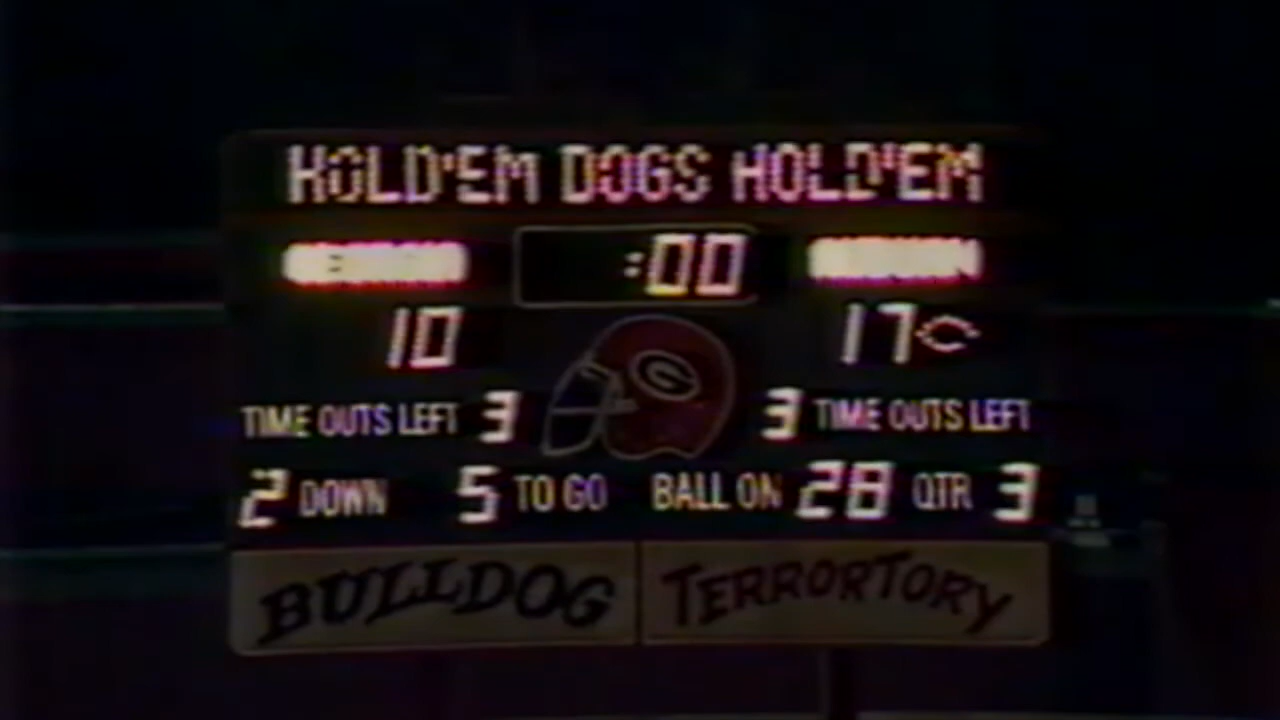 HOLD'EM DOGS HOLD'EM
:00
10 17
TIME OUTS LEFT 3 G 3 TIME OUTS LEFT
2 DOWN 5 TO GO BALL ON 28 QTR 3
BULLDOG TERRORTORY